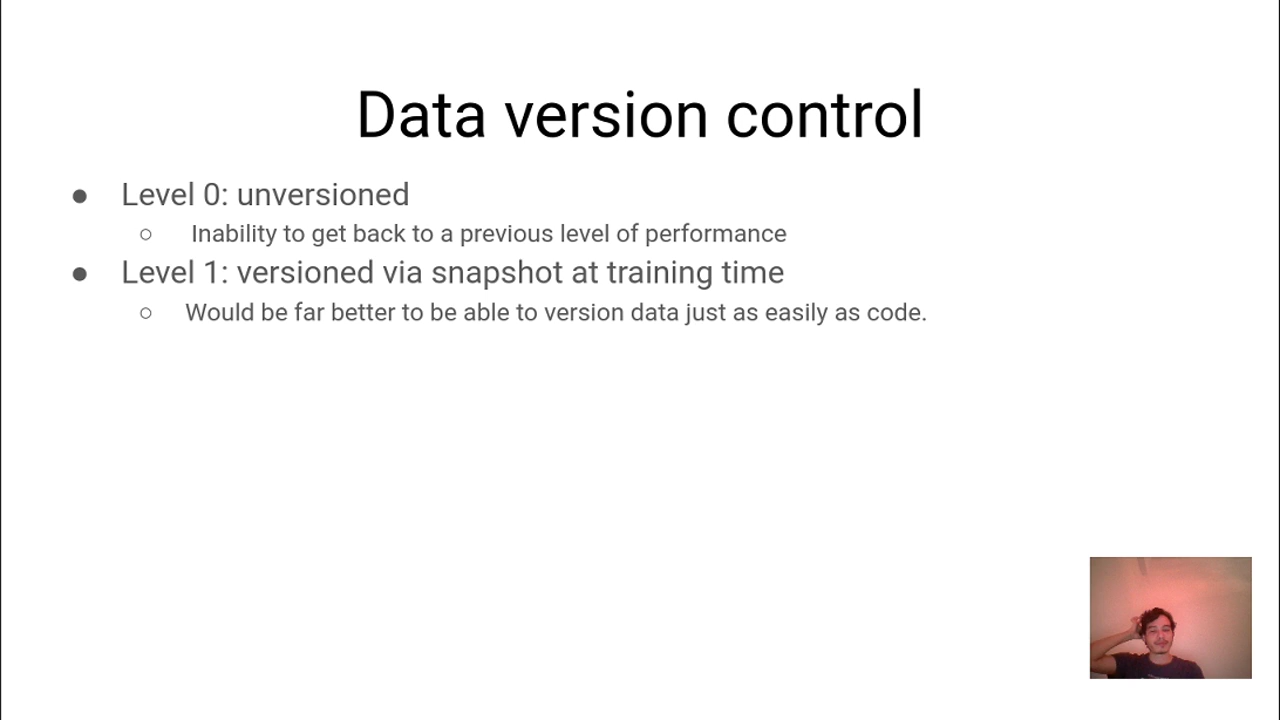 Data version control
● Level 0: unversioned
○ Inability to get back to a previous level of performance
● Level 1: versioned via snapshot at training time
○ Would be far better to be able to version data just as easily as code.